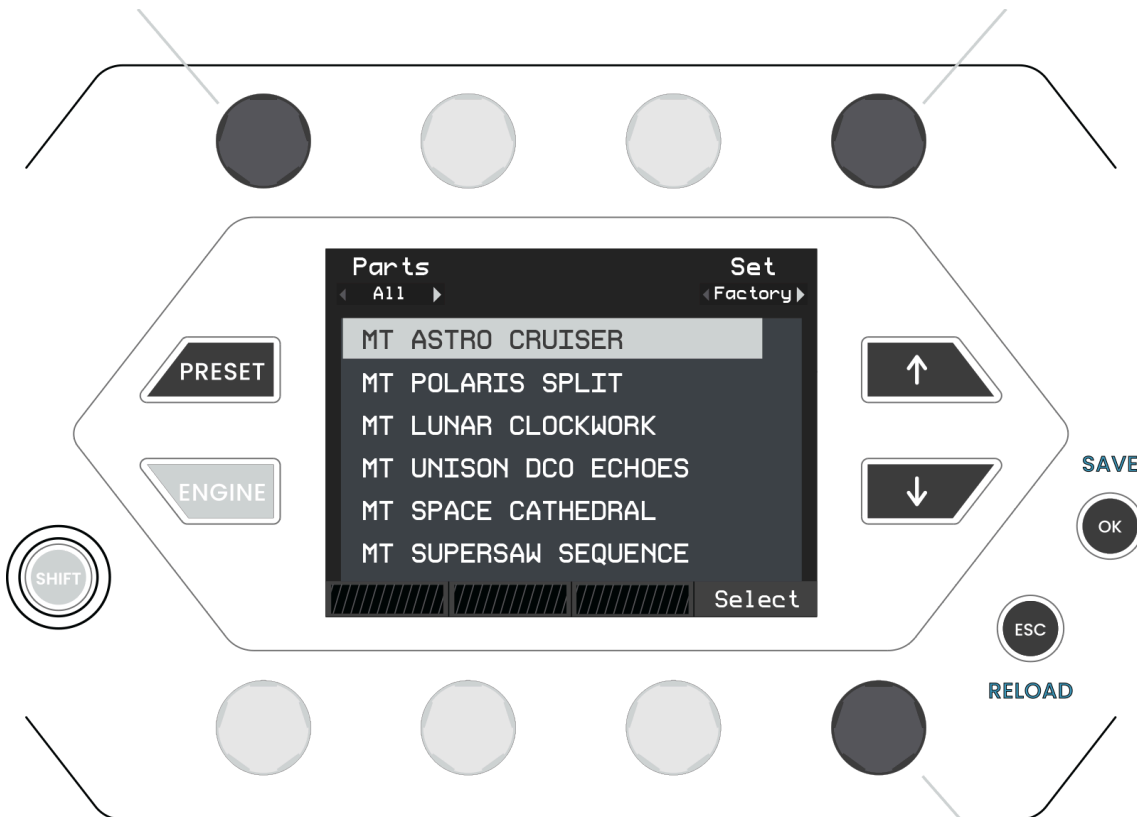 Parts
Set
All
Factory
MT ASTRO CRUISER
MT POLARIS SPLIT
MT LUNAR CLOCKWORK
MT UNISON DCO ECHOES
MT SPACE CATHEDRAL
MT SUPERSAW SEQUENCE
Select
PRESET
ENGINE
SHIFT
SAVE
OK
ESC
RELOAD